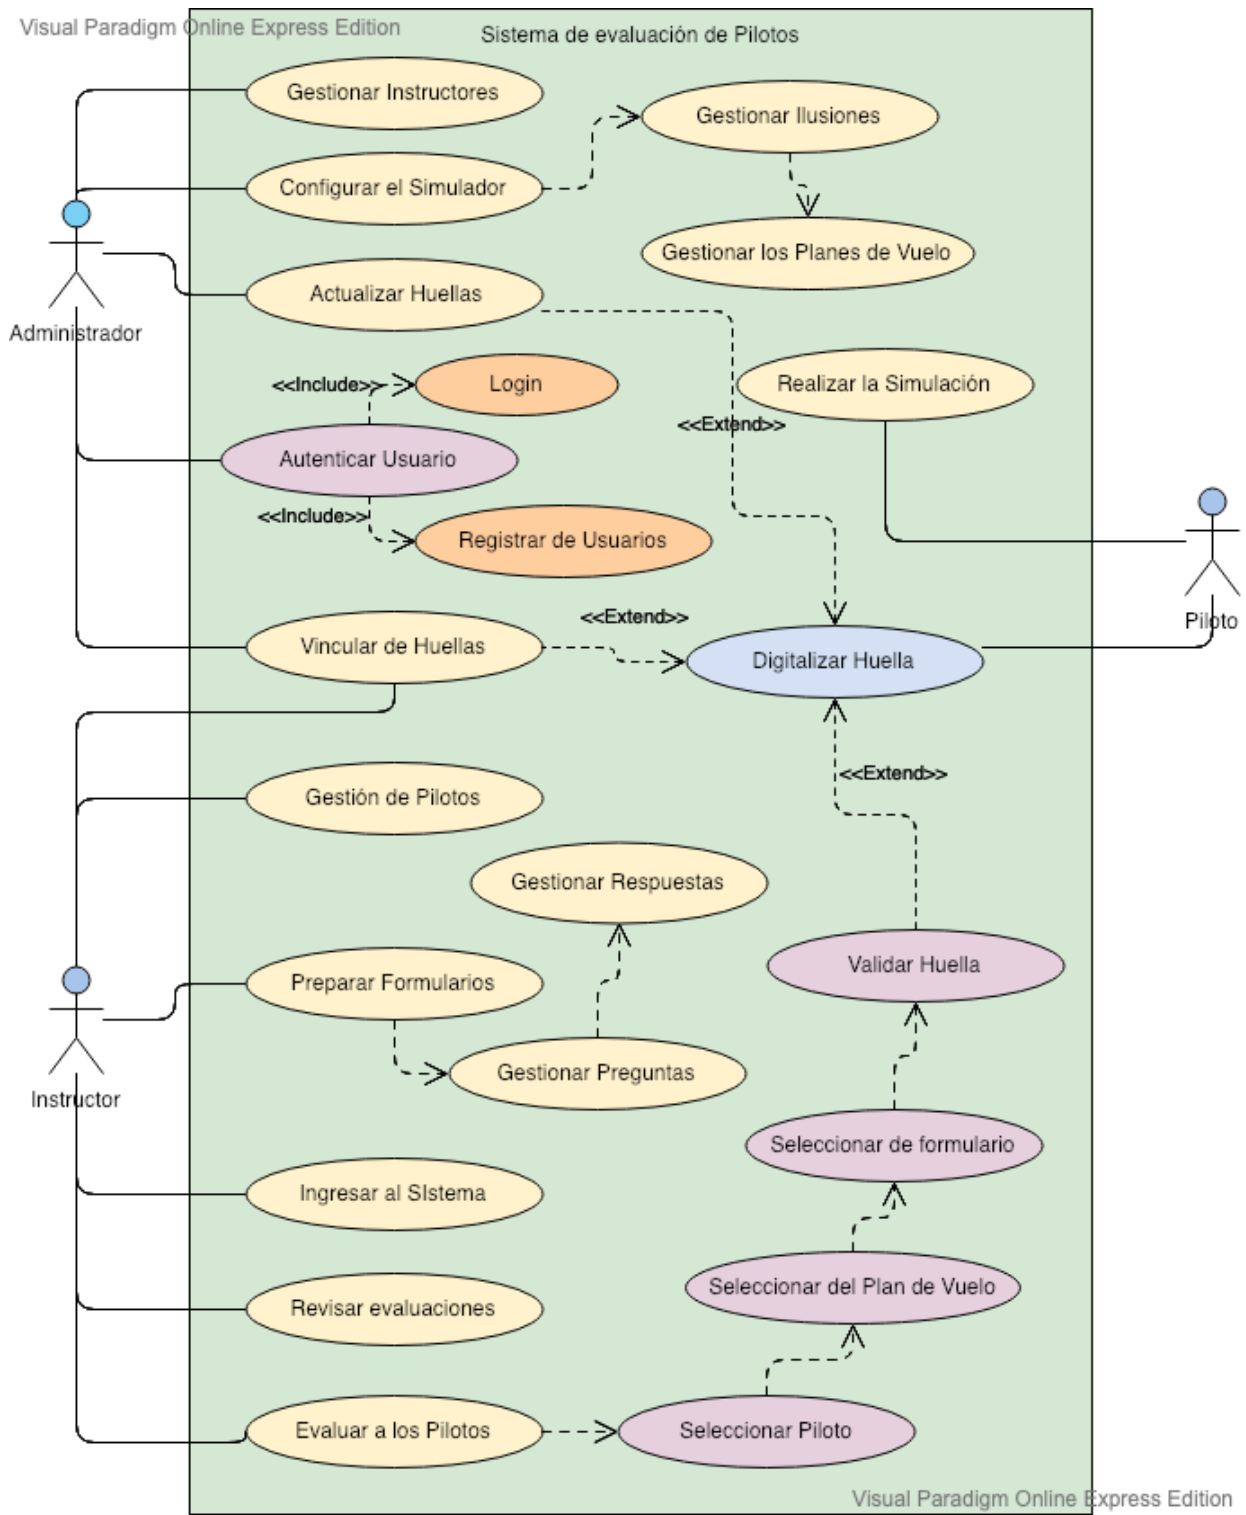 Visual Paradigm Online Express Edition
Sistema de evaluación de Pilotos
Gestionar Instructores
Gestionar Ilusiones
Configurar el Simulador
Gestionar los Planes de Vuelo
Actualizar Huellas
Administrador
<<Include>>
Login
Realizar la Simulación
<<Extend>>
Autenticar Usuario
<<Include>>
Registrar de Usuarios
Piloto
<<Extend>>
Vincular de Huellas
Digitalizar Huella
<<Extend>>
Gestión de Pilotos
Gestionar Respuestas
Validar Huella
Preparar Formularios
Gestionar Preguntas
Instructor
Seleccionar de formulario
Ingresar al SIstema
Seleccionar del Plan de Vuelo
Revisar evaluaciones
Evaluar a los Pilotos
Seleccionar Piloto
Visual Paradigm Online Express Edition